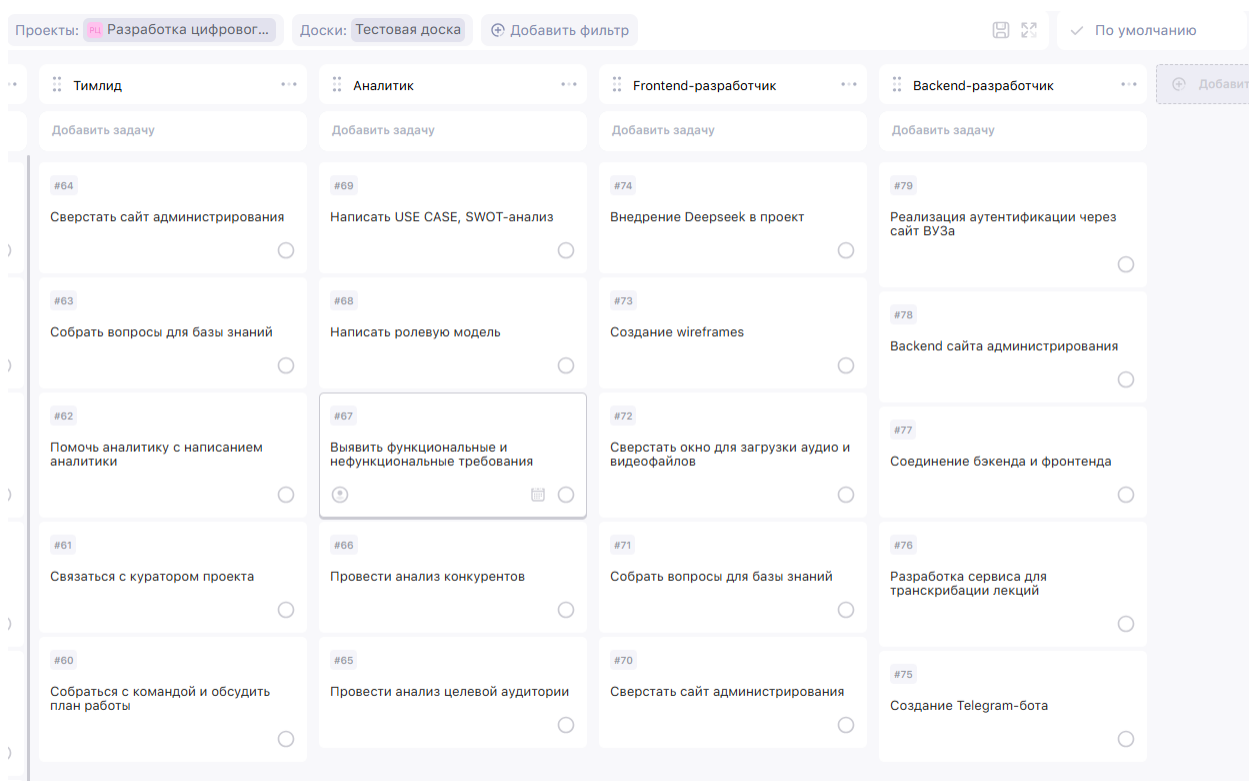 Проекты: РЦ Разработка цифровог... Доски: Тестовая доска Добавить фильтр По умолчанию
Тимлид
Добавить задачу
#64
Сверстать сайт администрирования
#63
Собрать вопросы для базы знаний
#62
Помочь аналитику с написанием
аналитики
#61
Связаться с куратором проекта
#60
Собраться с командой и обсудить
план работы
Аналитик
Добавить задачу
#69
Написать USE CASE, SWOT-анализ
#68
Написать ролевую модель
#67
Выявить функциональные и
нефункциональные требования
#66
Провести анализ конкурентов
#65
Провести анализ целевой аудитории
Frontend-разработчик
Добавить задачу
#74
Внедрение Deepseek в проект
#73
Создание wireframes
#72
Сверстать окно для загрузки аудио и
видеофайлов
#71
Собрать вопросы для базы знаний
#70
Сверстать сайт администрирования
Backend-разработчик
Добавить задачу
#79
Реализация аутентификации через
сайт ВУЗа
#78
Backend сайта администрирования
#77
Соединение бэкенда и фронтенда
#76
Разработка сервиса для
транскрибации лекций
#75
Создание Telegram-бота
Добавит